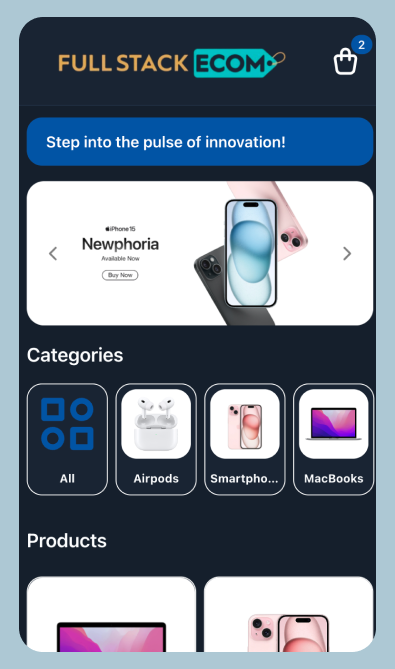 FULL STACK ECOM
2
Step into the pulse of innovation!
iPhone 15
Newphoria
Available Now
Buy Now
Categories
All
Airpods
Smartpho...
MacBooks
Products